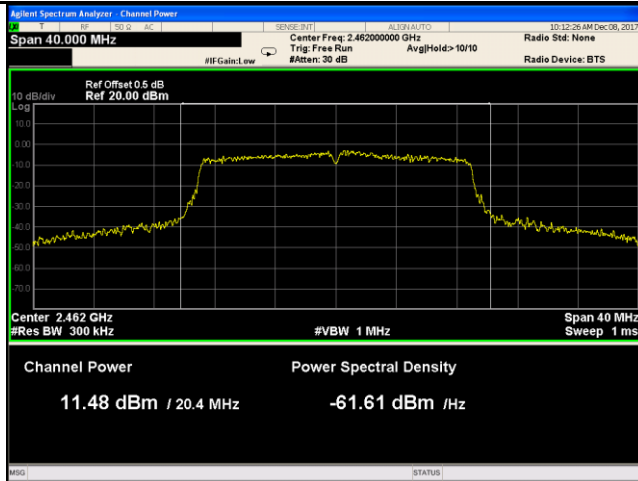 Agilent Spectrum Analyzer - Channel Power
T RF 50 Ω AC SENSE:INT ALIGN AUTO 10:12:26 AM Dec 08, 2017
Span 40.000 MHz Center Freq: 2.462000000 GHz Radio Std: None
Trig: Free Run Avg|Hold:> 10/10
#IFGain:Low #Atten: 30 dB Radio Device: BTS
Ref Offset 0.5 dB
10 dB/div Ref 20.00 dBm
Log
10.0
0.00
-10.0
-20.0
-30.0
-40.0
-50.0
-60.0
-70.0
Center 2.462 GHz Span 40 MHz
#Res BW 300 kHz #VBW 1 MHz Sweep 1 ms
Channel Power Power Spectral Density
11.48 dBm / 20.4 MHz -61.61 dBm /Hz
MSG STATUS